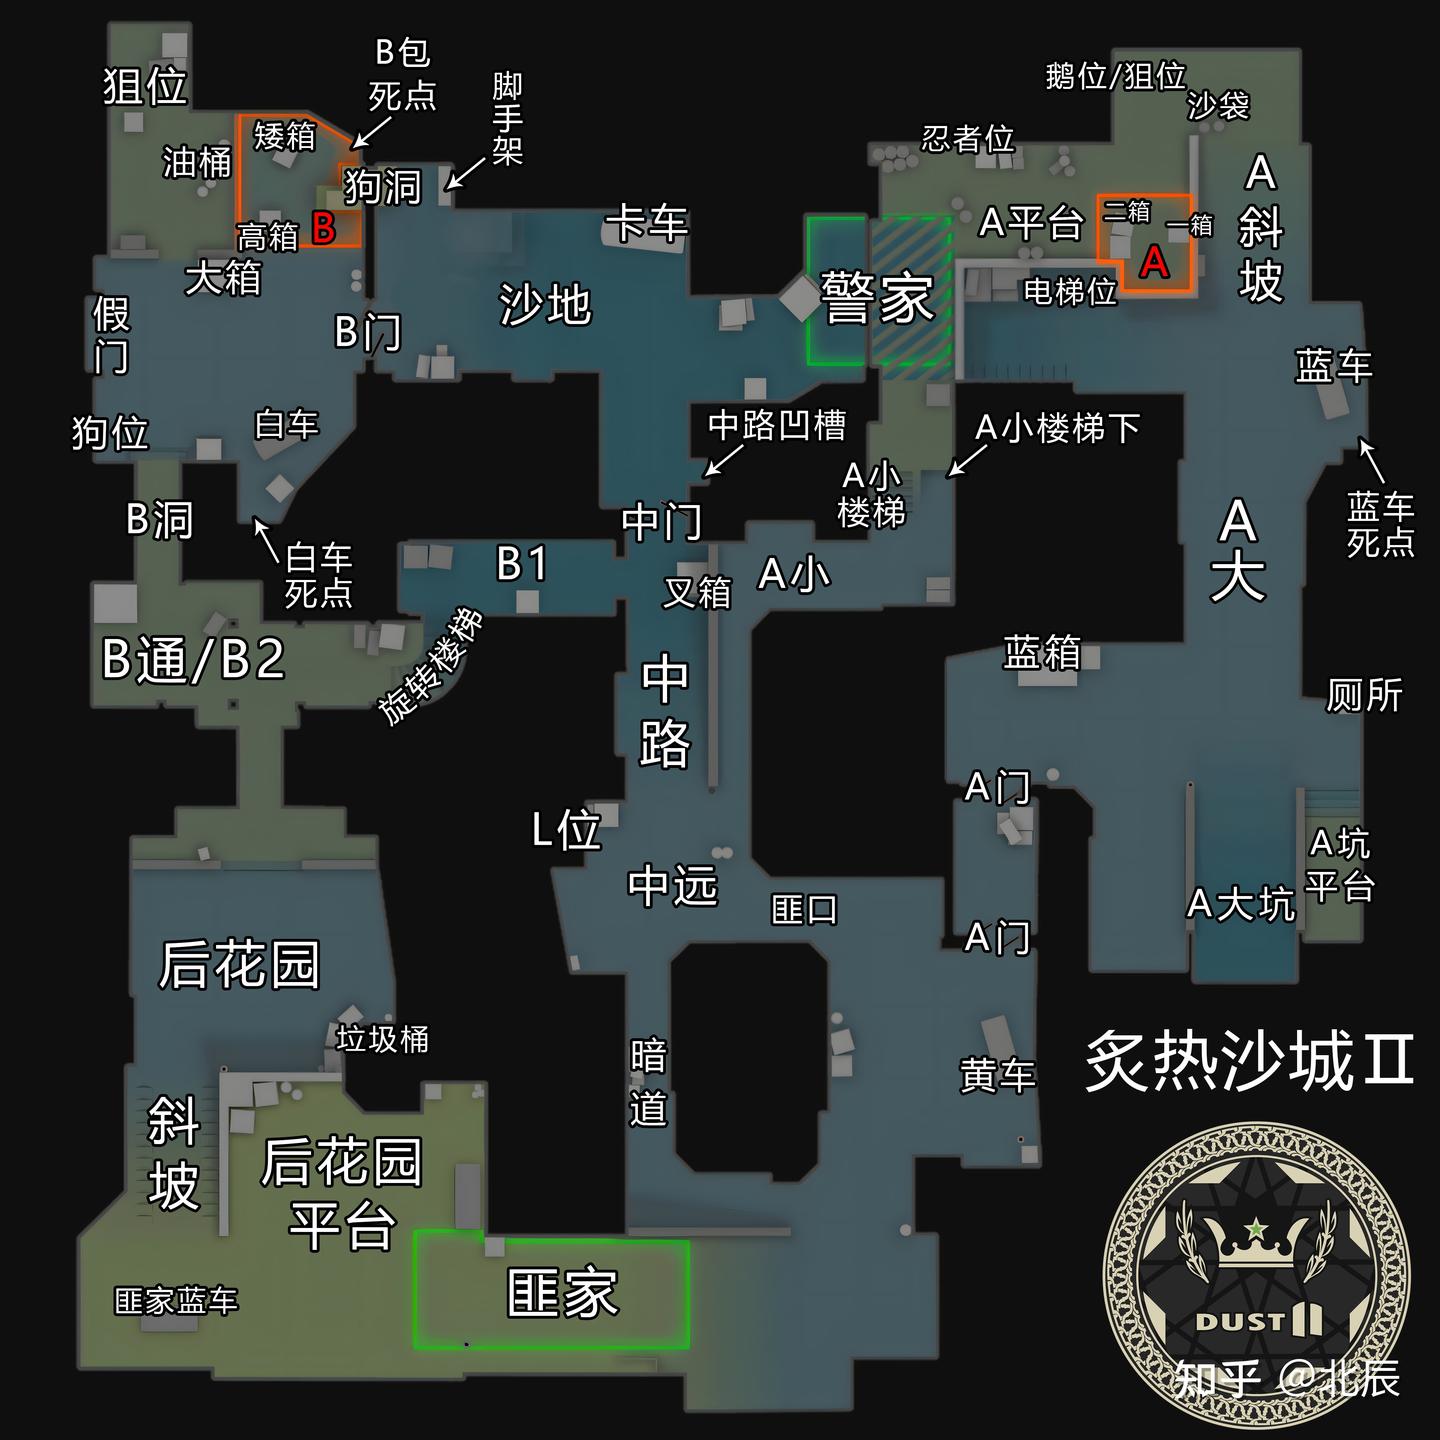 B包
死点
脚
手
架
狙位
矮箱
油桶
狗洞
高箱
B
大箱
卡车
沙地
警家
鹅位/狙位
沙袋
忍者位
A
斜
坡
A平台
二箱
一箱
A
电梯位
假
门
B门
狗位
白车
蓝车
中路凹槽
A小楼梯下
A小
楼梯
B洞
中门
白车
死点
B1
叉箱
A小
A
大
蓝车
死点
B通/B2
旋转楼梯
中
路
蓝箱
厕所
A门
L位
中远
匪口
A坑
平台
A大坑
A门
后花园
垃圾桶
暗
道
黄车
炙热沙城II
斜
坡
后花园
平台
匪家
匪家蓝车
DUST II
知乎 @北辰